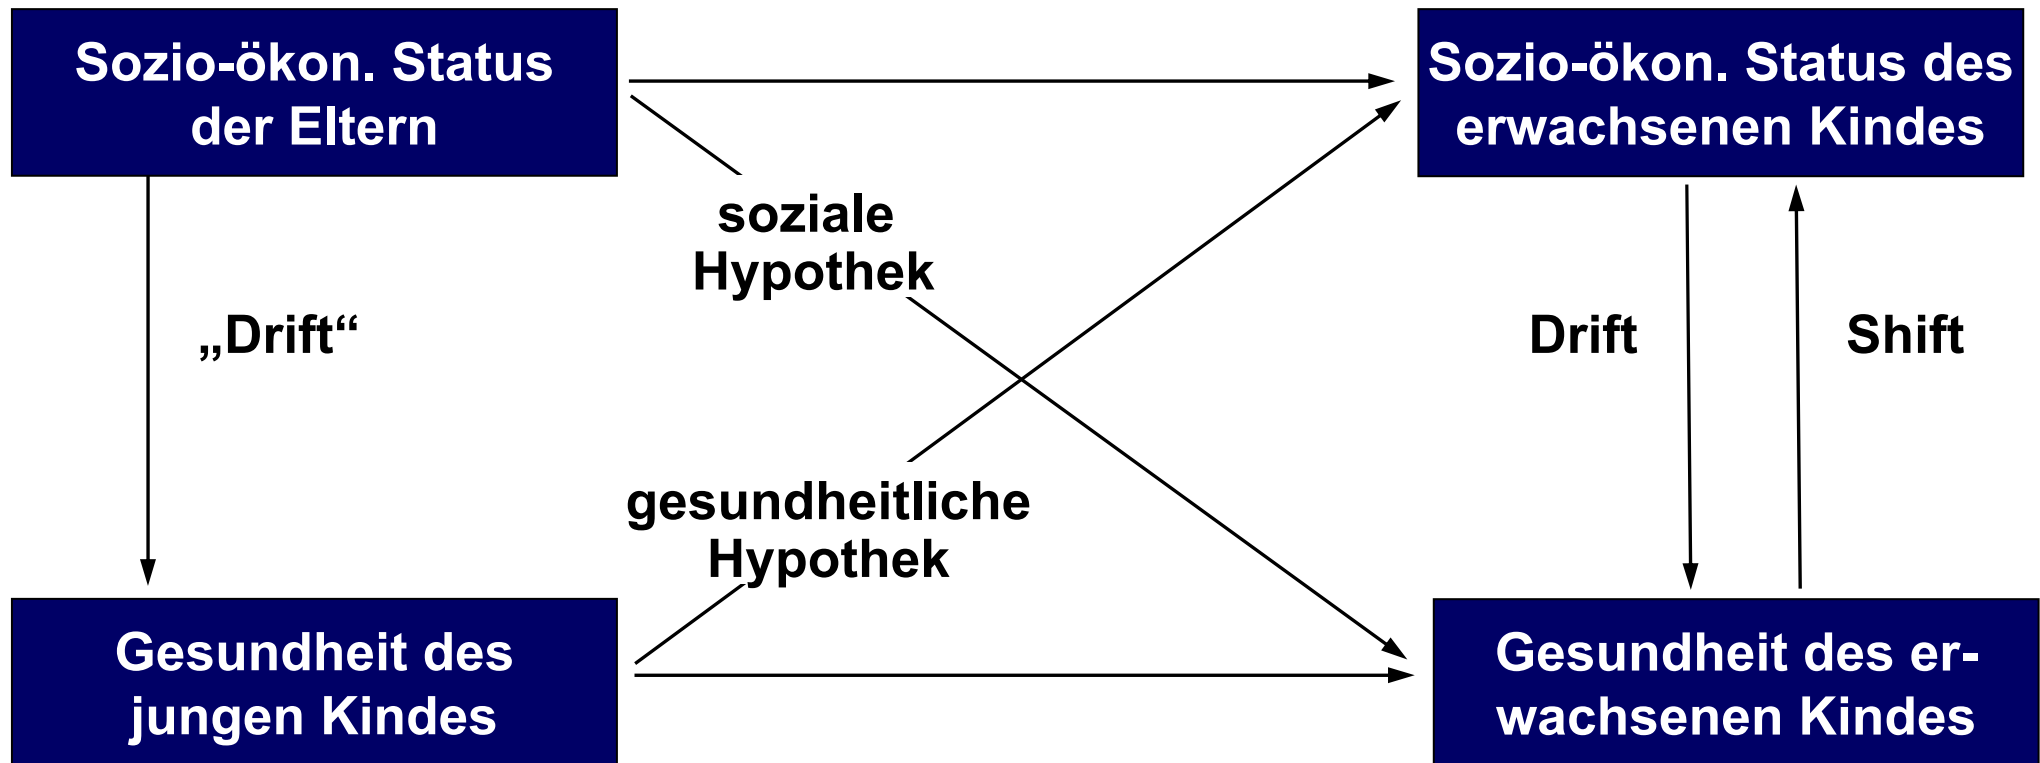 Sozio-ökon. Status
der Eltern
Sozio-ökon. Status des
erwachsenen Kindes
soziale
Hypothek
„Drift“
Drift
Shift
gesundheitliche
Hypothek
Gesundheit des
jungen Kindes
Gesundheit des er-
wachsenen Kindes